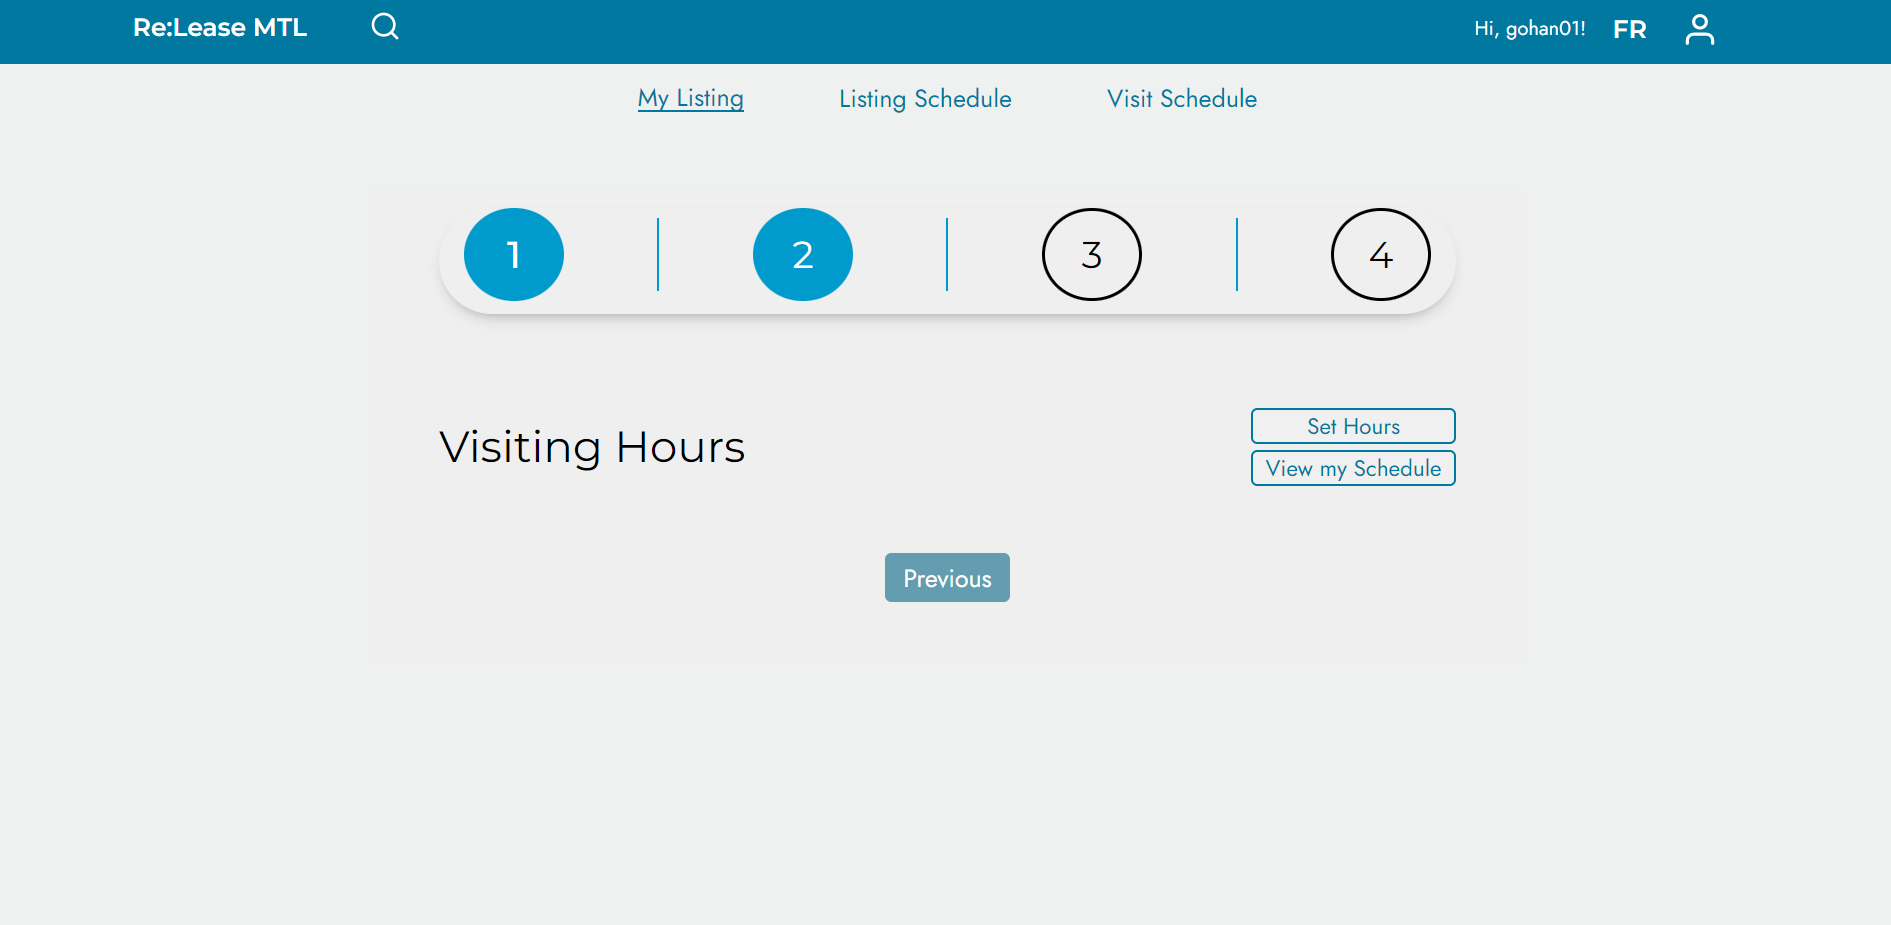 Re:Lease MTL
Hi, gohan01!
FR
My Listing
Listing Schedule
Visit Schedule
1
2
3
4
Visiting Hours
Set Hours
View my Schedule
Previous